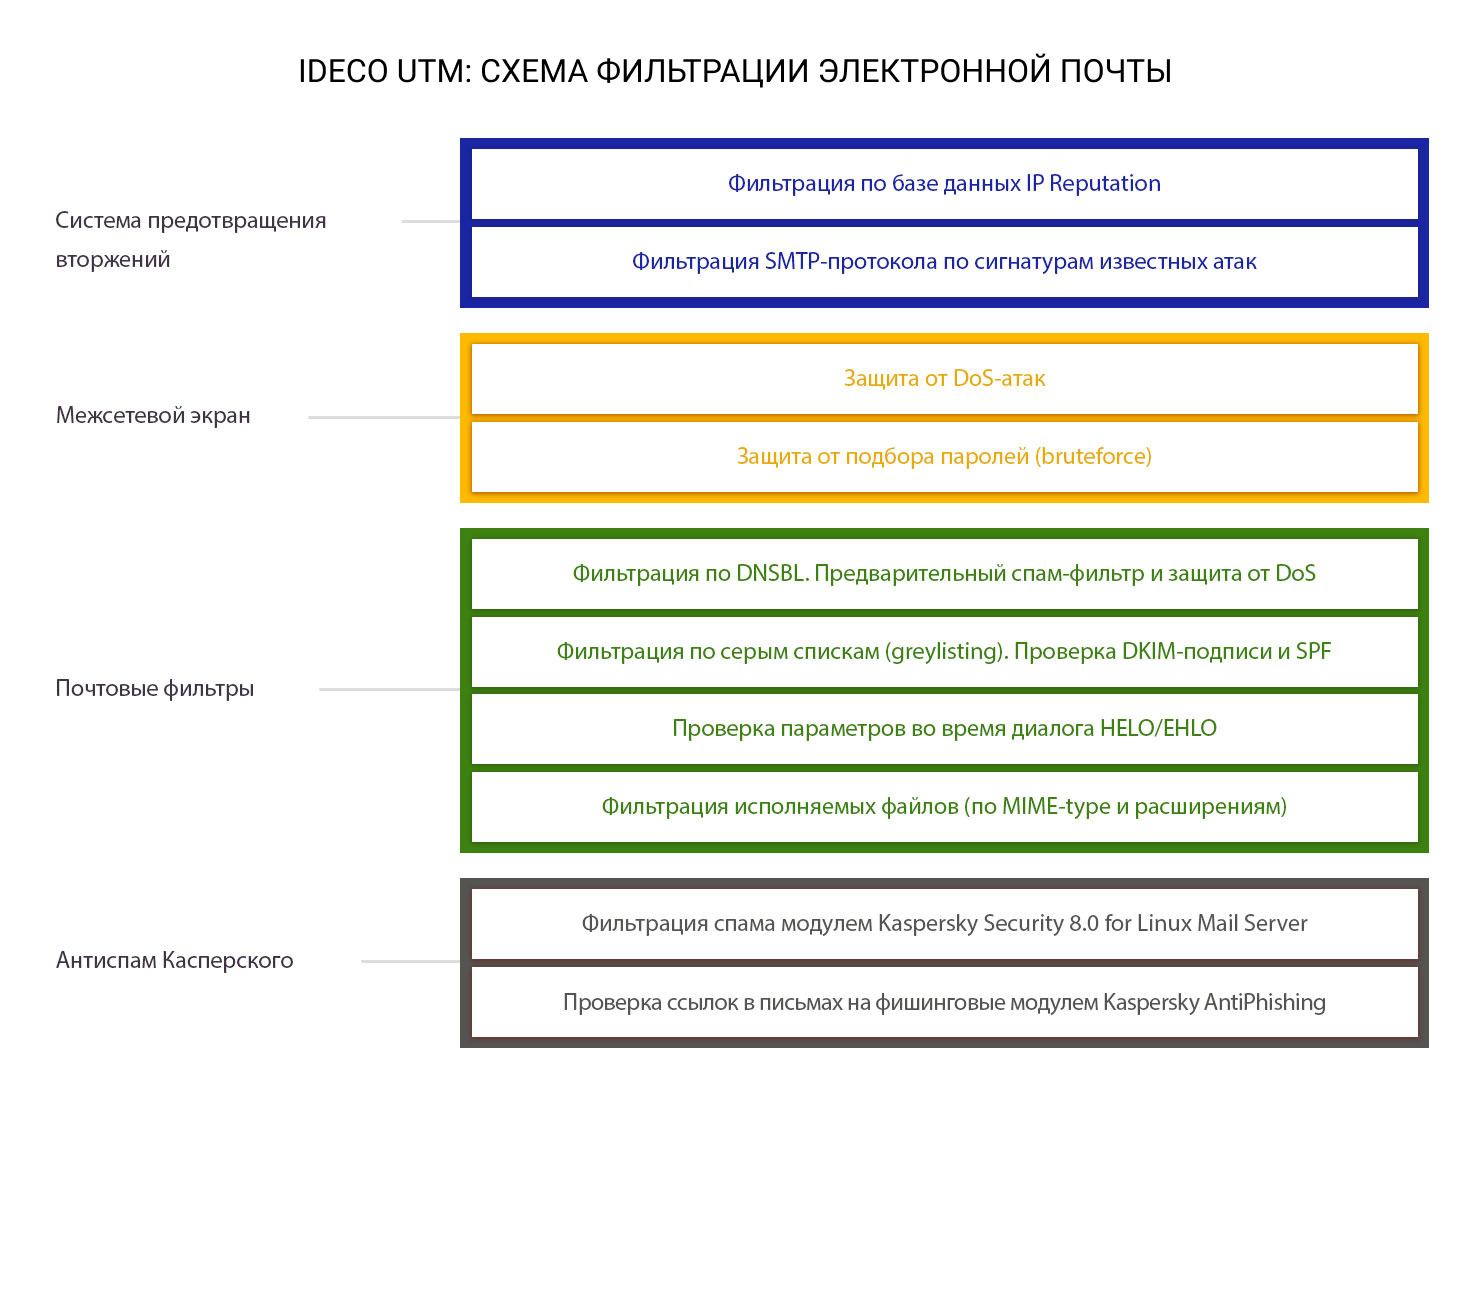 IDECO UTM: СХЕМА ФИЛЬТРАЦИИ ЭЛЕКТРОННОЙ ПОЧТЫ
Система предотвращения
вторжений
Фильтрация по базе данных IP Reputation
Фильтрация SMTP-протокола по сигнатурам известных атак
Межсетевой экран
Защита от DoS-атак
Защита от подбора паролей (bruteforce)
Почтовые фильтры
Фильтрация по DNSBL. Предварительный спам-фильтр и защита от DoS
Фильтрация по серым спискам (greylisting). Проверка DKIM-подписи и SPF
Проверка параметров во время диалога HELO/EHLO
Фильтрация исполняемых файлов (по MIME-type и расширениям)
Антиспам Касперского
Фильтрация спама модулем Kaspersky Security 8.0 for Linux Mail Server
Проверка ссылок в письмах на фишинговые модулем Kaspersky AntiPhishing